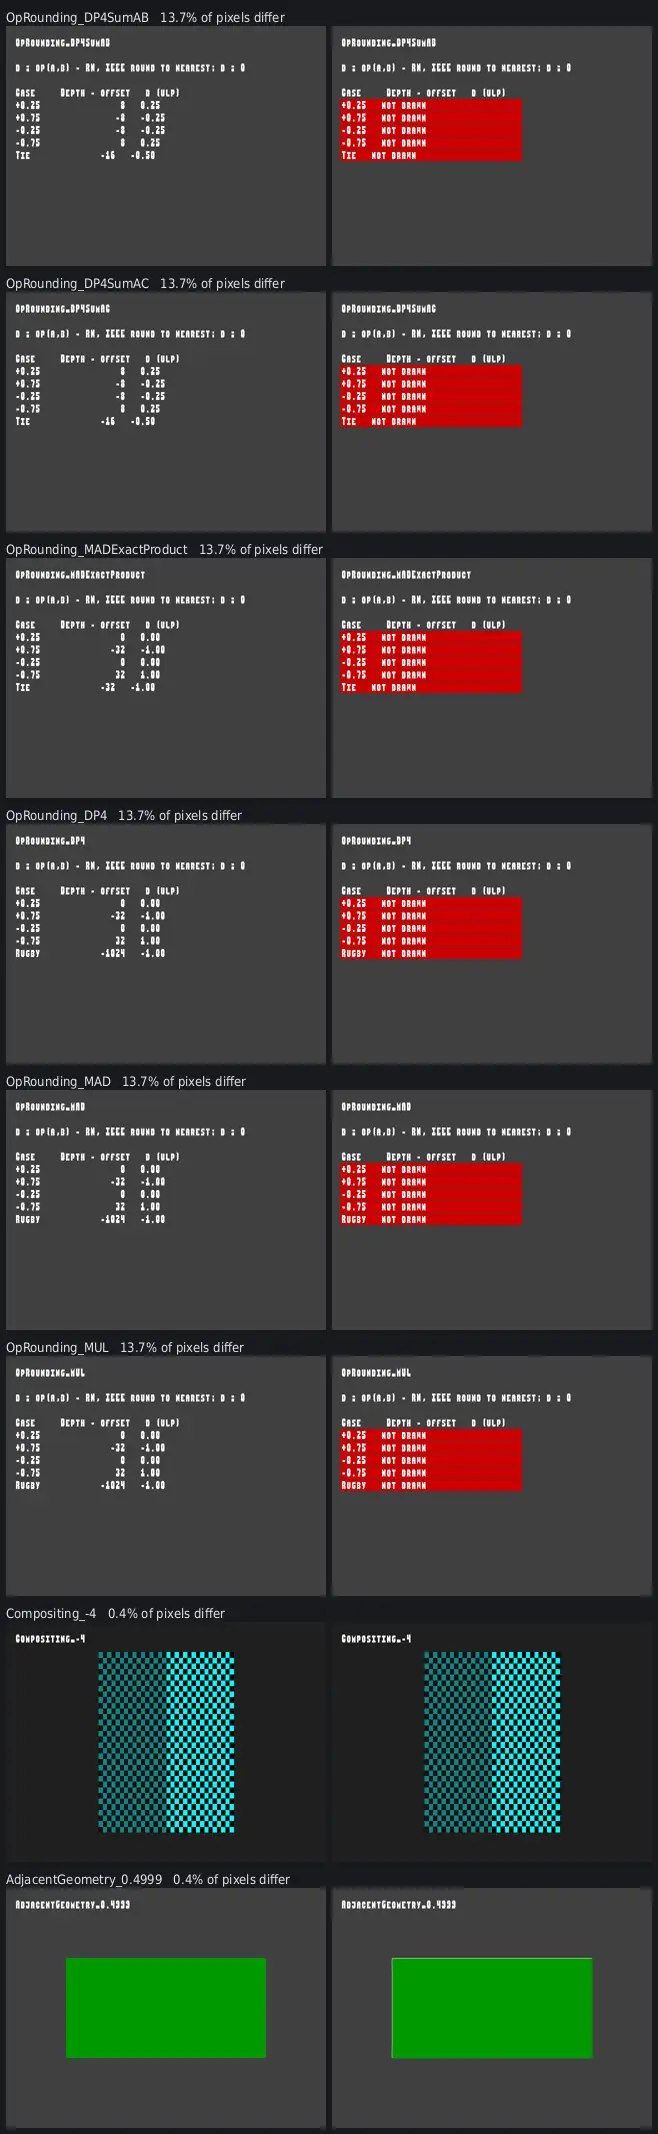 OpRounding_DP4SumAB 13.7% of pixels differ
OpRounding_DP4SumAB
d = op(a,b) - RN, IEEE round to nearest: d = 0
Case Depth - offset d (ULP)
+0.25 8 0.25
+0.75 -8 -0.25
-0.25 -8 -0.25
-0.75 8 0.25
Tie -16 -0.50
OpRounding_DP4SumAB
d = op(a,b) - RN, IEEE round to nearest: d = 0
Case Depth - offset d (ULP)
+0.25 NOT DRAWN
+0.75 NOT DRAWN
-0.25 NOT DRAWN
-0.75 NOT DRAWN
Tie NOT DRAWN
OpRounding_DP4SumAC 13.7% of pixels differ
OpRounding_DP4SumAC
d = op(a,b) - RN, IEEE round to nearest: d = 0
Case Depth - offset d (ULP)
+0.25 8 0.25
+0.75 -8 -0.25
-0.25 -8 -0.25
-0.75 8 0.25
Tie -16 -0.50
OpRounding_DP4SumAC
d = op(a,b) - RN, IEEE round to nearest: d = 0
Case Depth - offset d (ULP)
+0.25 NOT DRAWN
+0.75 NOT DRAWN
-0.25 NOT DRAWN
-0.75 NOT DRAWN
Tie NOT DRAWN
OpRounding_MADExactProduct 13.7% of pixels differ
OpRounding_MADExactProduct
d = op(a,b) - RN, IEEE round to nearest: d = 0
Case Depth - offset d (ULP)
+0.25 0 0.00
+0.75 -32 -1.00
-0.25 0 0.00
-0.75 32 1.00
Tie -32 -1.00
OpRounding_MADExactProduct
d = op(a,b) - RN, IEEE round to nearest: d = 0
Case Depth - offset d (ULP)
+0.25 NOT DRAWN
+0.75 NOT DRAWN
-0.25 NOT DRAWN
-0.75 NOT DRAWN
Tie NOT DRAWN
OpRounding_DP4 13.7% of pixels differ
OpRounding_DP4
d = op(a,b) - RN, IEEE round to nearest: d = 0
Case Depth - offset d (ULP)
+0.25 0 0.00
+0.75 -32 -1.00
-0.25 0 0.00
-0.75 32 1.00
Rugby -1024 -1.00
OpRounding_DP4
d = op(a,b) - RN, IEEE round to nearest: d = 0
Case Depth - offset d (ULP)
+0.25 NOT DRAWN
+0.75 NOT DRAWN
-0.25 NOT DRAWN
-0.75 NOT DRAWN
Rugby NOT DRAWN
OpRounding_MAD 13.7% of pixels differ
OpRounding_MAD
d = op(a,b) - RN, IEEE round to nearest: d = 0
Case Depth - offset d (ULP)
+0.25 0 0.00
+0.75 -32 -1.00
-0.25 0 0.00
-0.75 32 1.00
Rugby -1024 -1.00
OpRounding_MAD
d = op(a,b) - RN, IEEE round to nearest: d = 0
Case Depth - offset d (ULP)
+0.25 NOT DRAWN
+0.75 NOT DRAWN
-0.25 NOT DRAWN
-0.75 NOT DRAWN
Rugby NOT DRAWN
OpRounding_MUL 13.7% of pixels differ
OpRounding_MUL
d = op(a,b) - RN, IEEE round to nearest: d = 0
Case Depth - offset d (ULP)
+0.25 0 0.00
+0.75 -32 -1.00
-0.25 0 0.00
-0.75 32 1.00
Rugby -1024 -1.00
OpRounding_MUL
d = op(a,b) - RN, IEEE round to nearest: d = 0
Case Depth - offset d (ULP)
+0.25 NOT DRAWN
+0.75 NOT DRAWN
-0.25 NOT DRAWN
-0.75 NOT DRAWN
Rugby NOT DRAWN
Compositing_-4 0.4% of pixels differ
Compositing_-4
Compositing_-4
AdjacentGeometry_0.4999 0.4% of pixels differ
AdjacentGeometry_0.4999
AdjacentGeometry_0.4999